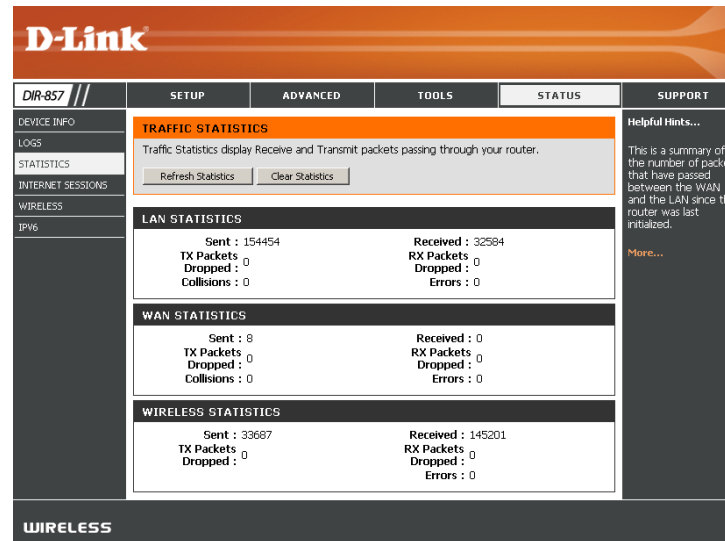 D-Link
DIR-857
SETUP
ADVANCED
TOOLS
STATUS
SUPPORT
DEVICE INFO
LOGS
STATISTICS
INTERNET SESSIONS
WIRELESS
IPV6
TRAFFIC STATISTICS
Traffic Statistics display Receive and Transmit packets passing through your router.
Refresh Statistics
Clear Statistics
LAN STATISTICS
Sent : 154454 Received : 32584
TX Packets Dropped : 0 RX Packets Dropped : 0
Collisions : 0 Errors : 0
WAN STATISTICS
Sent : 8 Received : 0
TX Packets Dropped : 0 RX Packets Dropped : 0
Collisions : 0 Errors : 0
WIRELESS STATISTICS
Sent : 33687 Received : 145201
TX Packets Dropped : 0 RX Packets Dropped : 0
Errors : 0
Helpful Hints...
This is a summary of
the number of
that have passed
between the WAN
and the LAN since
router was last
initialized.
More...
WIRELESS